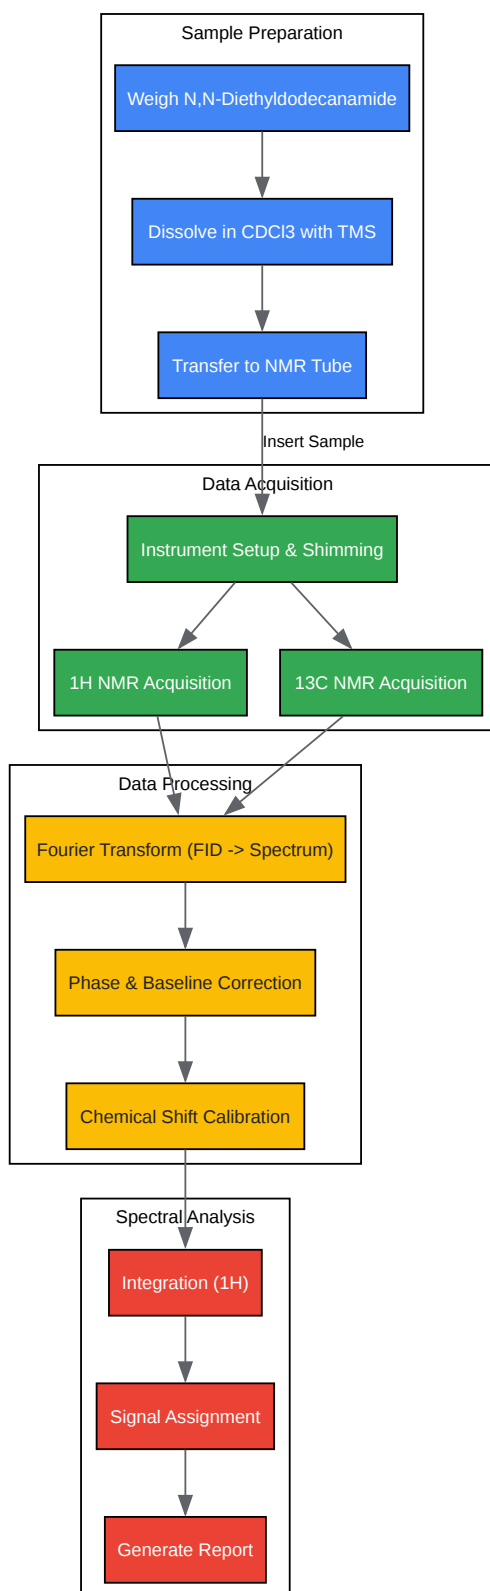 Sample Preparation
Weigh N,N-Diethyldodecanamide
Dissolve in CDCl3 with TMS
Transfer to NMR Tube
Insert Sample
Data Acquisition
Instrument Setup & Shimming
1H NMR Acquisition
13C NMR Acquisition
Data Processing
Fourier Transform (FID -> Spectrum)
Phase & Baseline Correction
Chemical Shift Calibration
Spectral Analysis
Integration (1H)
Signal Assignment
Generate Report